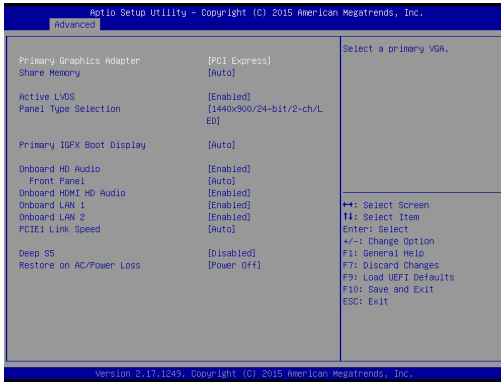 Aptio Setup Utility – Copyright (C) 2015 American Megatrends, Inc.
Advanced
Primary Graphics Adapter [PCI Express]
Share Memory [Auto]
Active LVDS [Enabled]
Panel Type Selection [1440x900/24-bit/2-ch/L
ED]
Primary IGFX Boot Display [Auto]
Onboard HD Audio [Enabled]
Front Panel [Auto]
Onboard HDMI HD Audio [Enabled]
Onboard LAN 1 [Enabled]
Onboard LAN 2 [Enabled]
PCIE1 Link Speed [Auto]
Deep S5 [Disabled]
Restore on AC/Power Loss [Power Off]
Select a primary VGA.
↔: Select Screen
↑↓: Select Item
Enter: Select
+/-: Change Option
F1: General Help
F7: Discard Changes
F9: Load UEFI Defaults
F10: Save and Exit
ESC: Exit
Version 2.17.1249. Copyright (C) 2015 American Megatrends, Inc.